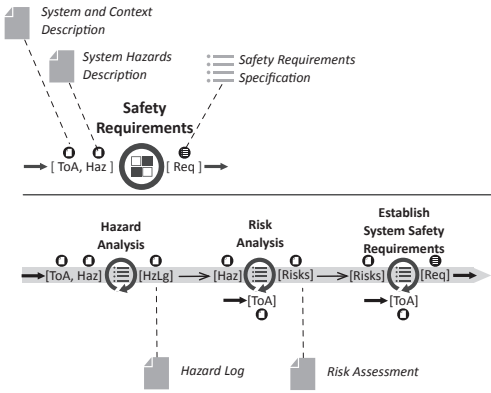 System and Context
Description
System Hazards
Description
Safety Requirements
Specification
Safety
Requirements
[ ToA, Haz ]
[ Req ]
Hazard
Analysis
Risk
Analysis
Establish
System Safety
Requirements
[ToA, Haz]
[HzLg]
[Haz]
[Risks]
[Risks]
[Req]
[ToA]
[ToA]
Hazard Log
Risk Assessment